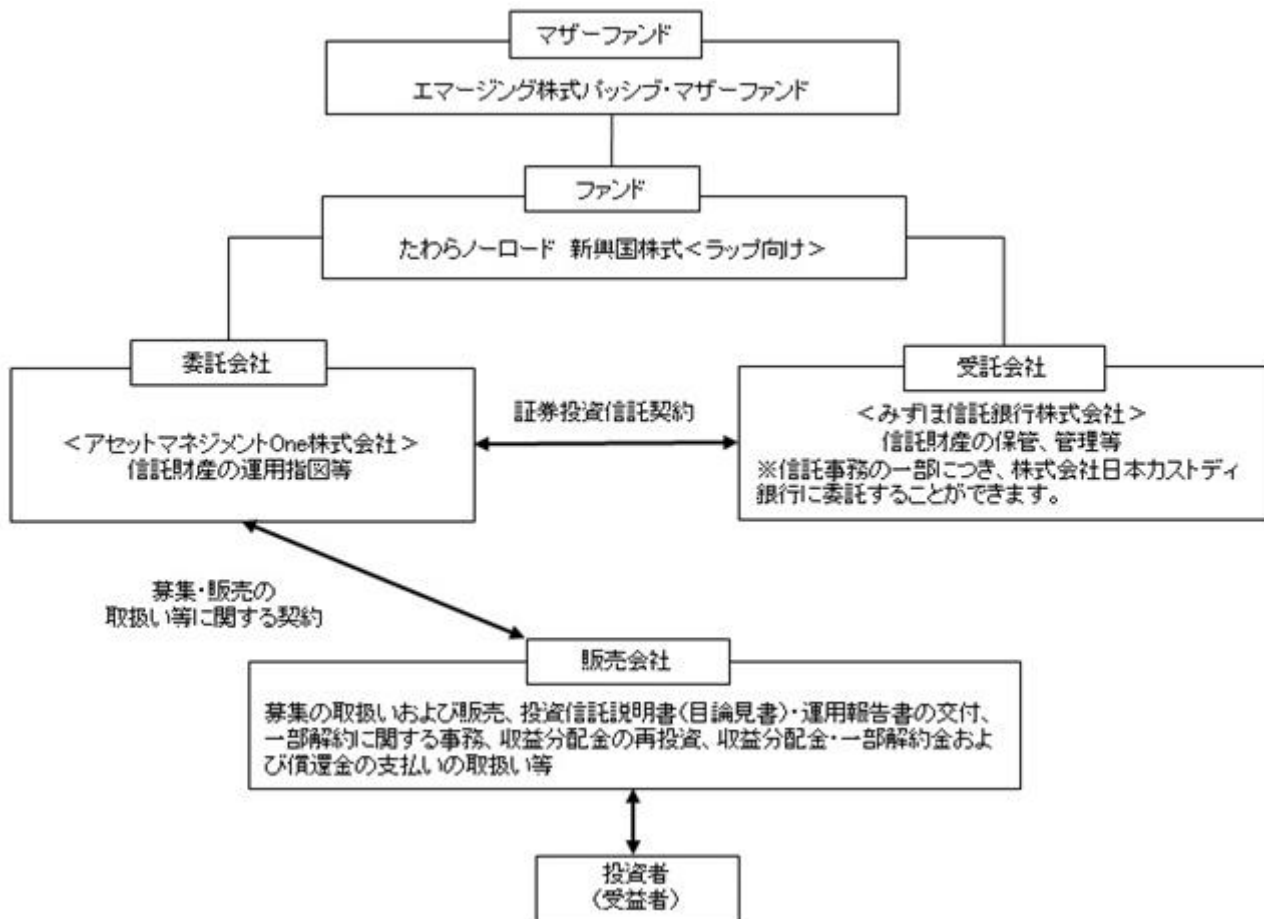 マザーファンド
エマージング株式パッシブ・マザーファンド
ファンド
たわらノーロード 新興国株式＜ラップ向け＞
委託会社
＜アセットマネジメントOne株式会社＞
信託財産の運用指図等
証券投資信託契約
受託会社
＜みずほ信託銀行株式会社＞
信託財産の保管、管理等
※信託事務の一部につき、株式会社日本カストディ
銀行に委託することができます。
募集・販売の
取扱い等に関する契約
販売会社
募集の取扱いおよび販売、投資信託説明書（目論見書）・運用報告書の交付、
一部解約に関する事務、収益分配金の再投資、収益分配金・一部解約金およ
び償還金の支払いの取扱い等
投資者
（受益者）